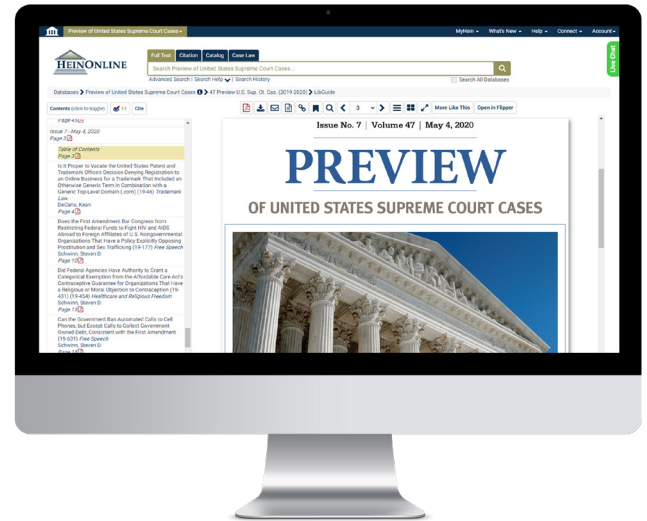 Preview of United States Supreme Court Cases
MyHein
What's New
Help
Connect
Account
Live Chat
HEINONLINE
Full Text
Citation
Catalog
Case Law
Search Preview of United States Supreme Court Cases...
Advanced Search | Search Help | Search History
Search All Databases
Databases > Preview of United States Supreme Court Cases > 47 Preview U.S. Sup. Ct. Cas. (2019-2020) > LibGuide
Contents (click to toggle)
11
Cite
3
More Like This
Open in Flipper
Issue 7 - May 4, 2020
Page 3
Table of Contents
Page 3
Is It Proper to Vacate the United States Patent and
Trademark Office's Decision Denying Registration to
an Online Business for a Trademark That Included an
Otherwise Generic Term in Combination with a
Generic Top-Level Domain (.com) (19-46) Trademark
Law
DeCarlo, Kean
Page 4
Does the First Amendment Bar Congress from
Restricting Federal Funds to Fight HIV and AIDS
Abroad to Foreign Affiliates of U.S. Nongovernmental
Organizations That Have a Policy Explicitly Opposing
Prostitution and Sex Trafficking (19-177) Free Speech
Schwinn, Steven D.
Page 10
Did Federal Agencies Have Authority to Grant a
Categorical Exemption from the Affordable Care Act's
Contraceptive Guarantee for Organizations That Have
a Religious or Moral Objection to Contraception (19-
431) (19-454) Healthcare and Religious Freedom
Schwinn, Steven D.
Page 13
Can the Government Ban Automated Calls to Cell
Phones, but Except Calls to Collect Government
Owned Debt, Consistent with the First Amendment
(19-631) Free Speech
Schwinn, Steven D.
Issue No. 7 | Volume 47 | May 4, 2020
PREVIEW
OF UNITED STATES SUPREME COURT CASES